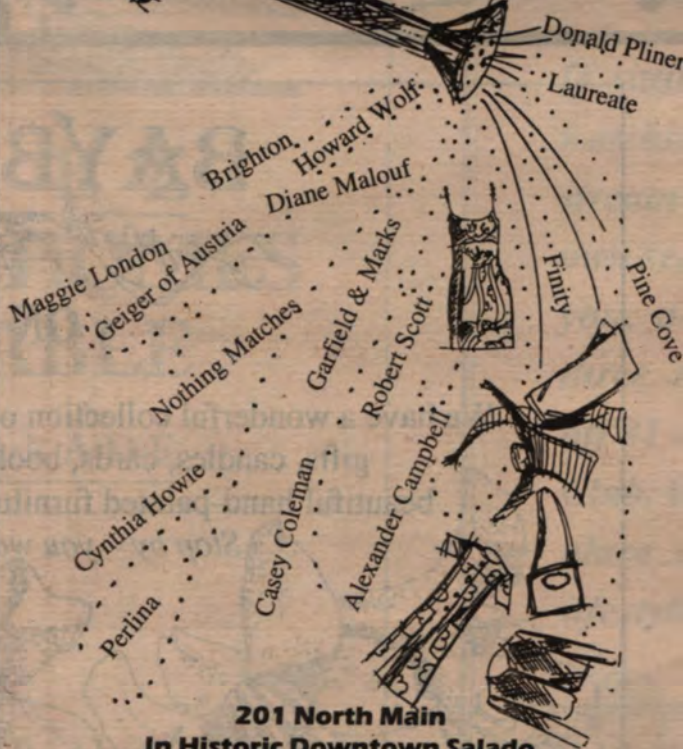 Donald Pliner
Laureate
Brighton
Howard Wolf
Diane Malouf
Maggie London
Geiger of Austria
Nothing Matches
Garfield & Marks
Robert Scott
Finity
Pine Cove
Cynthia Howie
Casey Coleman
Alexander Campbell
Perlina
201 North Main
In Historic Downtown Salado